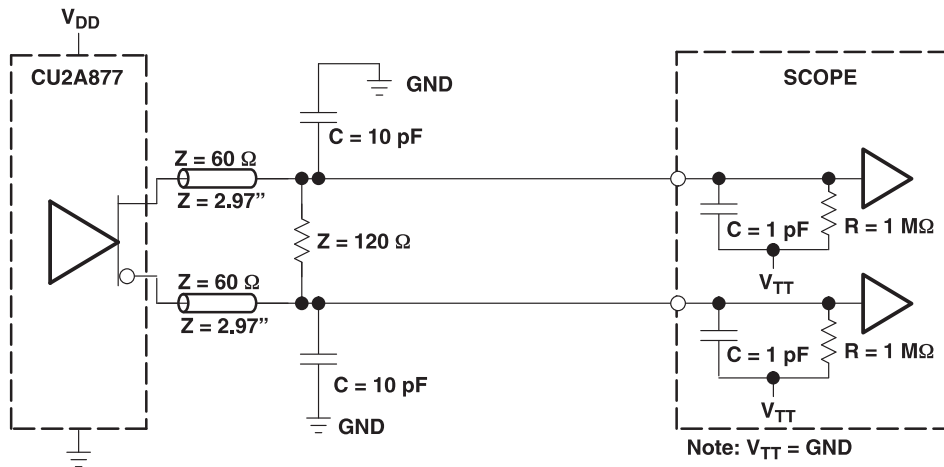 V_DD
CU2A877
GND
SCOPE
C = 10 pF
Z = 60 Ω
Z = 2.97”
C = 1 pF
R = 1 MΩ
Z = 120 Ω
V_TT
Z = 60 Ω
Z = 2.97”
C = 1 pF
R = 1 MΩ
C = 10 pF
V_TT
GND
Note: V_TT = GND